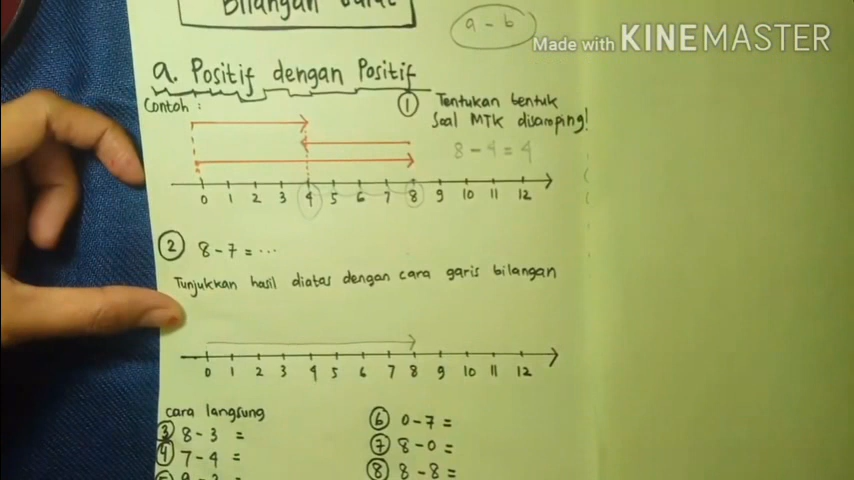 Bilangan bulat
a - b
Made with KINEMASTER
a. Positif dengan Positif
Contoh :
① Tentukan bentuk
Soal MTK disamping!
8 - 4 = 4
0 1 2 3 4 5 6 7 8 9 10 11 12
② 8 - 7 = ...
Tunjukkan hasil diatas dengan cara garis bilangan
0 1 2 3 4 5 6 7 8 9 10 11 12
cara langsung
③ 8 - 3 =
④ 7 - 4 =
⑥ 0 - 7 =
⑦ 8 - 0 =
⑧ 8 - 8 =